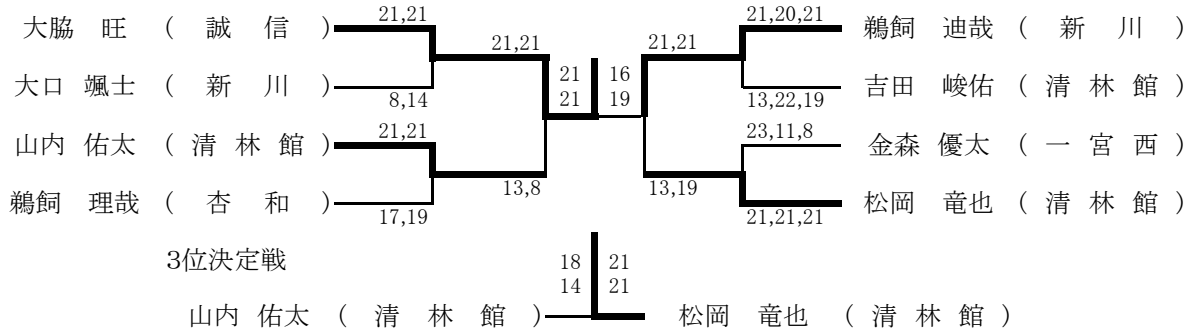 大脇 旺 ( 誠 信 ) 21,21 21,20,21 鵜飼 迪哉 ( 新 川 )
21,21 21,21
21 16
大口 颯士 ( 新 川 ) 8,14 21 19 13,22,19 吉田 峻佑 ( 清 林 館 )
山内 佑太 ( 清 林 館 ) 21,21 23,11,8 金森 優太 ( 一 宮 西 )
13,8 13,19
鵜飼 理哉 ( 杏 和 ) 17,19 21,21,21 松岡 竜也 ( 清 林 館 )
3位決定戦 18 21
14 21
山内 佑太 ( 清 林 館 ) 松岡 竜也 ( 清 林 館 )